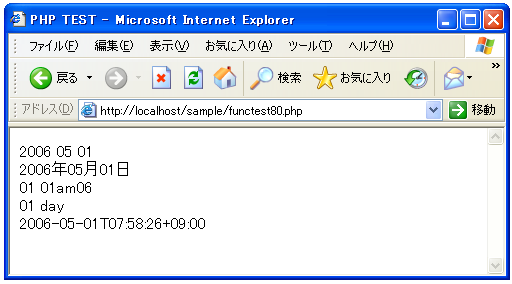 PHP TEST - Microsoft Internet Explorer
ファイル(F) 編集(E) 表示(V) お気に入り(A) ツール(T) ヘルプ(H)
戻る 検索 お気に入り
アドレス(D) http://localhost/sample/functest80.php 移動
2006 05 01
2006年05月01日
01 01am06
01 day
2006-05-01T07:58:26+09:00